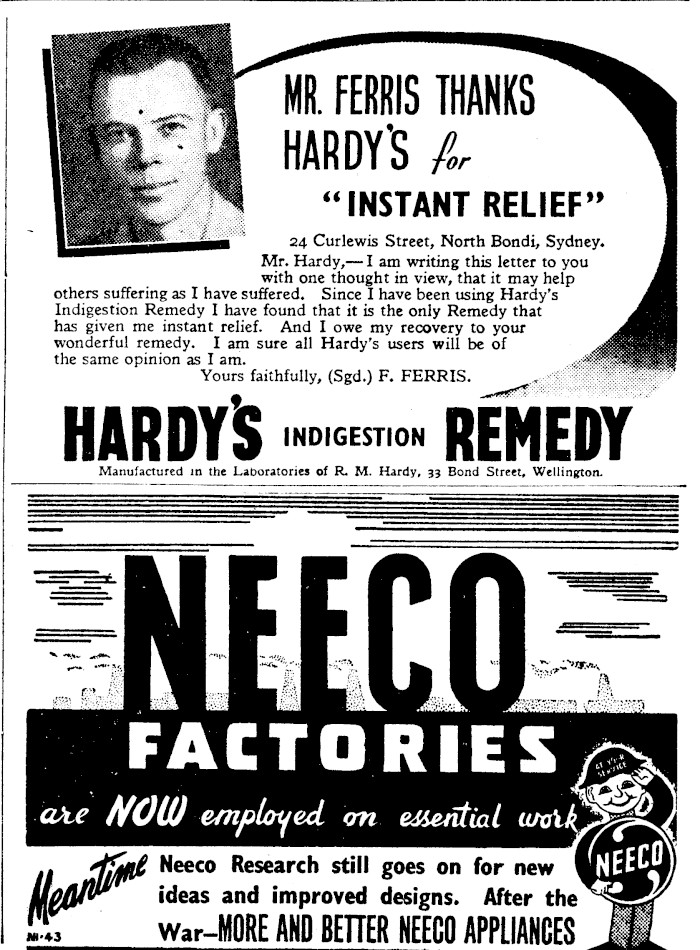 MR. FERRIS THANKS
HARDY'S for
"INSTANT RELIEF"
24 Curlewis Street, North Bondi, Sydney.
Mr. Hardy,— I am writing this letter to you
with one thought in view, that it may help
others suffering as I have suffered. Since I have been using Hardy's
Indigestion Remedy I have found that it is the only Remedy that
has given me instant relief. And I owe my recovery to your
wonderful remedy. I am sure all Hardy's users will be of
the same opinion as I am.
Yours faithfully, (Sgd.) F. FERRIS.
HARDY'S INDIGESTION REMEDY
Manufactured in the Laboratories of R. M. Hardy, 33 Bond Street, Wellington.
NEECO
FACTORIES
are NOW employed on essential work
AT YOUR
SERVICE
NEECO
Meantime Neeco Research still goes on for new
ideas and improved designs. After the
War—MORE AND BETTER NEECO APPLIANCES